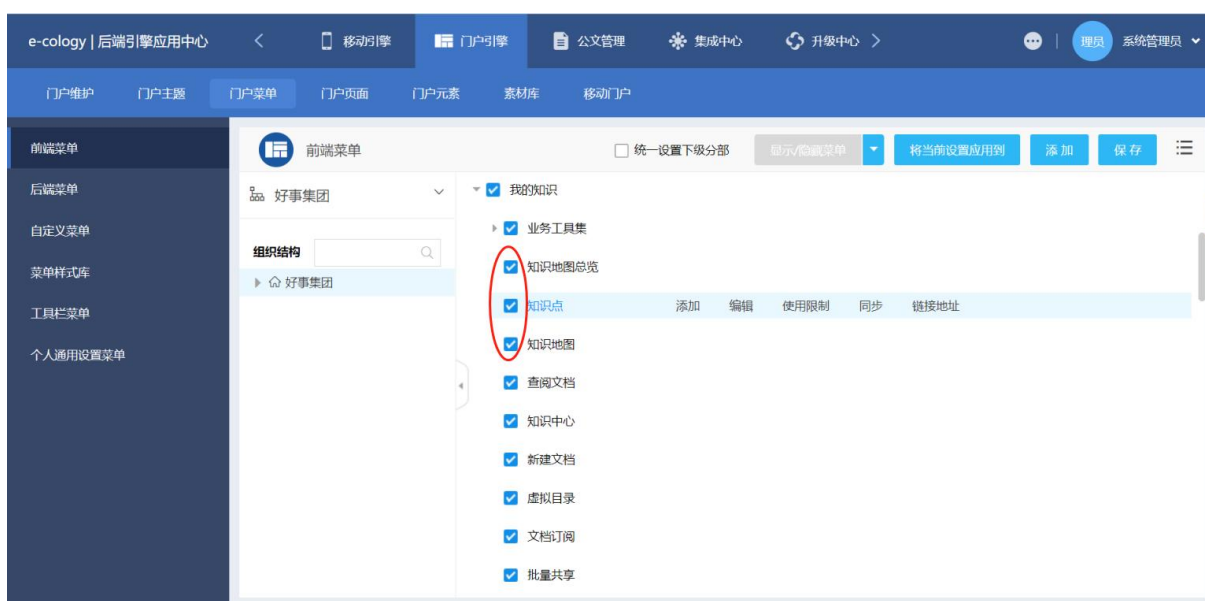 e-cology | 后端引擎应用中心 移动引擎 门户引擎 公文管理 集成中心 升级中心 理员 系统管理员
门户维护 门户主题 门户菜单 门户页面 门户元素 素材库 移动门户
前端菜单
后端菜单
自定义菜单
菜单样式库
工具栏菜单
个人通用设置菜单
前端菜单 统一设置下级分部 显示/隐藏菜单 将当前设置应用到 添加 保存
好事集团
组织结构
好事集团
我的知识
业务工具集
知识地图总览
知识点 添加 编辑 使用限制 同步 链接地址
知识地图
查阅文档
知识中心
新建文档
虚拟目录
文档订阅
批量共享